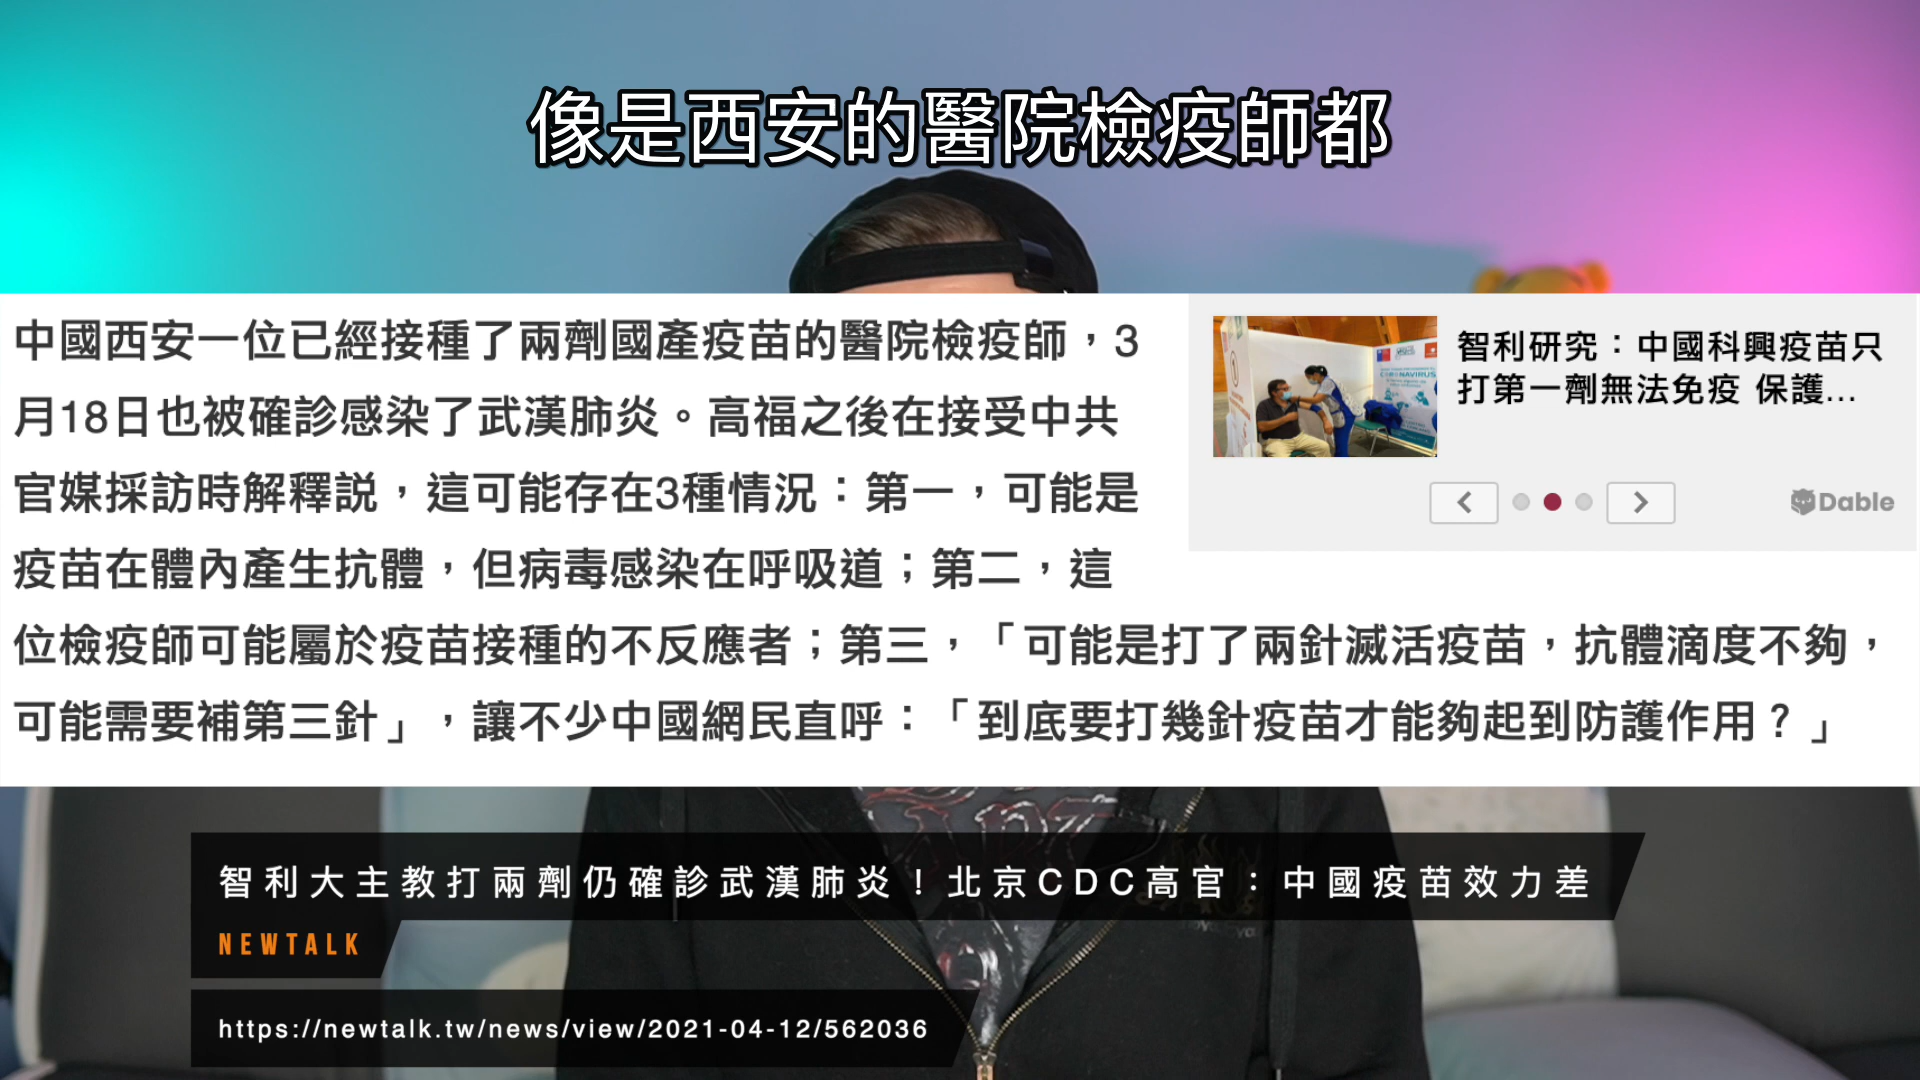 像是西安的醫院檢疫師都
中國西安一位已經接種了兩劑國產疫苗的醫院檢疫師，3
月18日也被確診感染了武漢肺炎。高福之後在接受中共
官媒採訪時解釋説，這可能存在3種情況：第一，可能是
疫苗在體內產生抗體，但病毒感染在呼吸道；第二，這
位檢疫師可能屬於疫苗接種的不反應者；第三，「可能是打了兩針滅活疫苗，抗體滴度不夠，
可能需要補第三針」，讓不少中國網民直呼：「到底要打幾針疫苗才能夠起到防護作用？」
智利研究：中國科興疫苗只
打第一劑無法免疫 保護...
Dable
智利大主教打兩劑仍確診武漢肺炎！北京CDC高官：中國疫苗效力差
NEWTALK
https://newtalk.tw/news/view/2021-04-12/562036